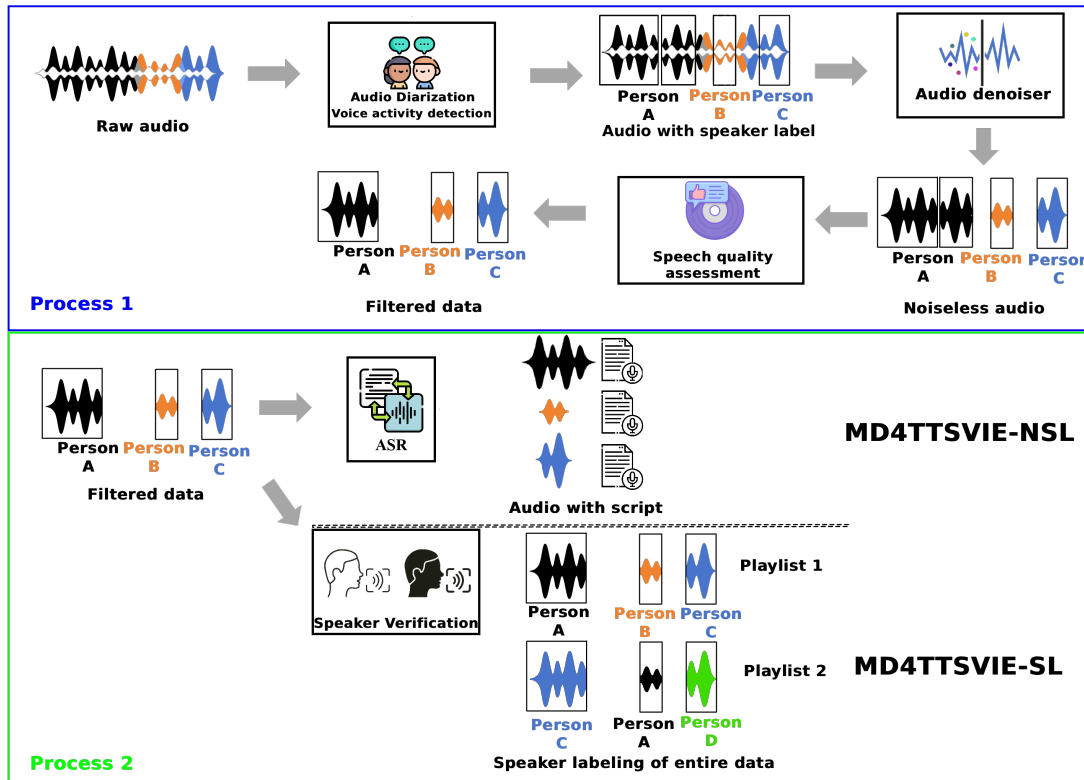 Raw audio
Audio Diarization
Voice activity detection
Person
A
Person
B
Person
C
Audio with speaker label
Audio denoiser
Person
A
Person
B
Person
C
Noiseless audio
Speech quality
assessment
Person
A
Person
B
Person
C
Filtered data
Process 1
Person
A
Person
B
Person
C
Filtered data
ASR
Audio with script
MD4TTSVIE-NSL
Speaker Verification
Person
A
Person
B
Person
C
Playlist 1
Person
C
Person
A
Person
D
Playlist 2
MD4TTSVIE-SL
Speaker labeling of entire data
Process 2